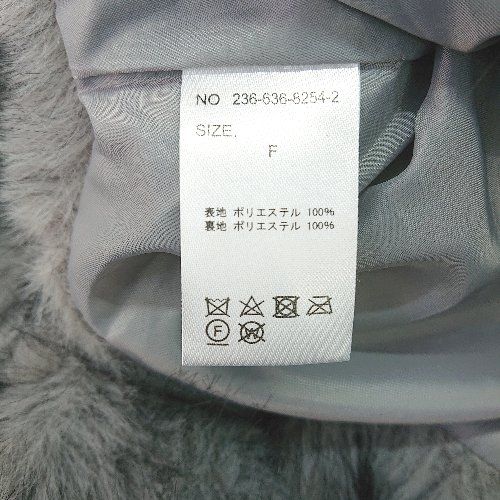 NO 236-636-8254-2
SIZE,
F
表地 ポリエステル 100%
裏地 ポリエステル 100%
F W